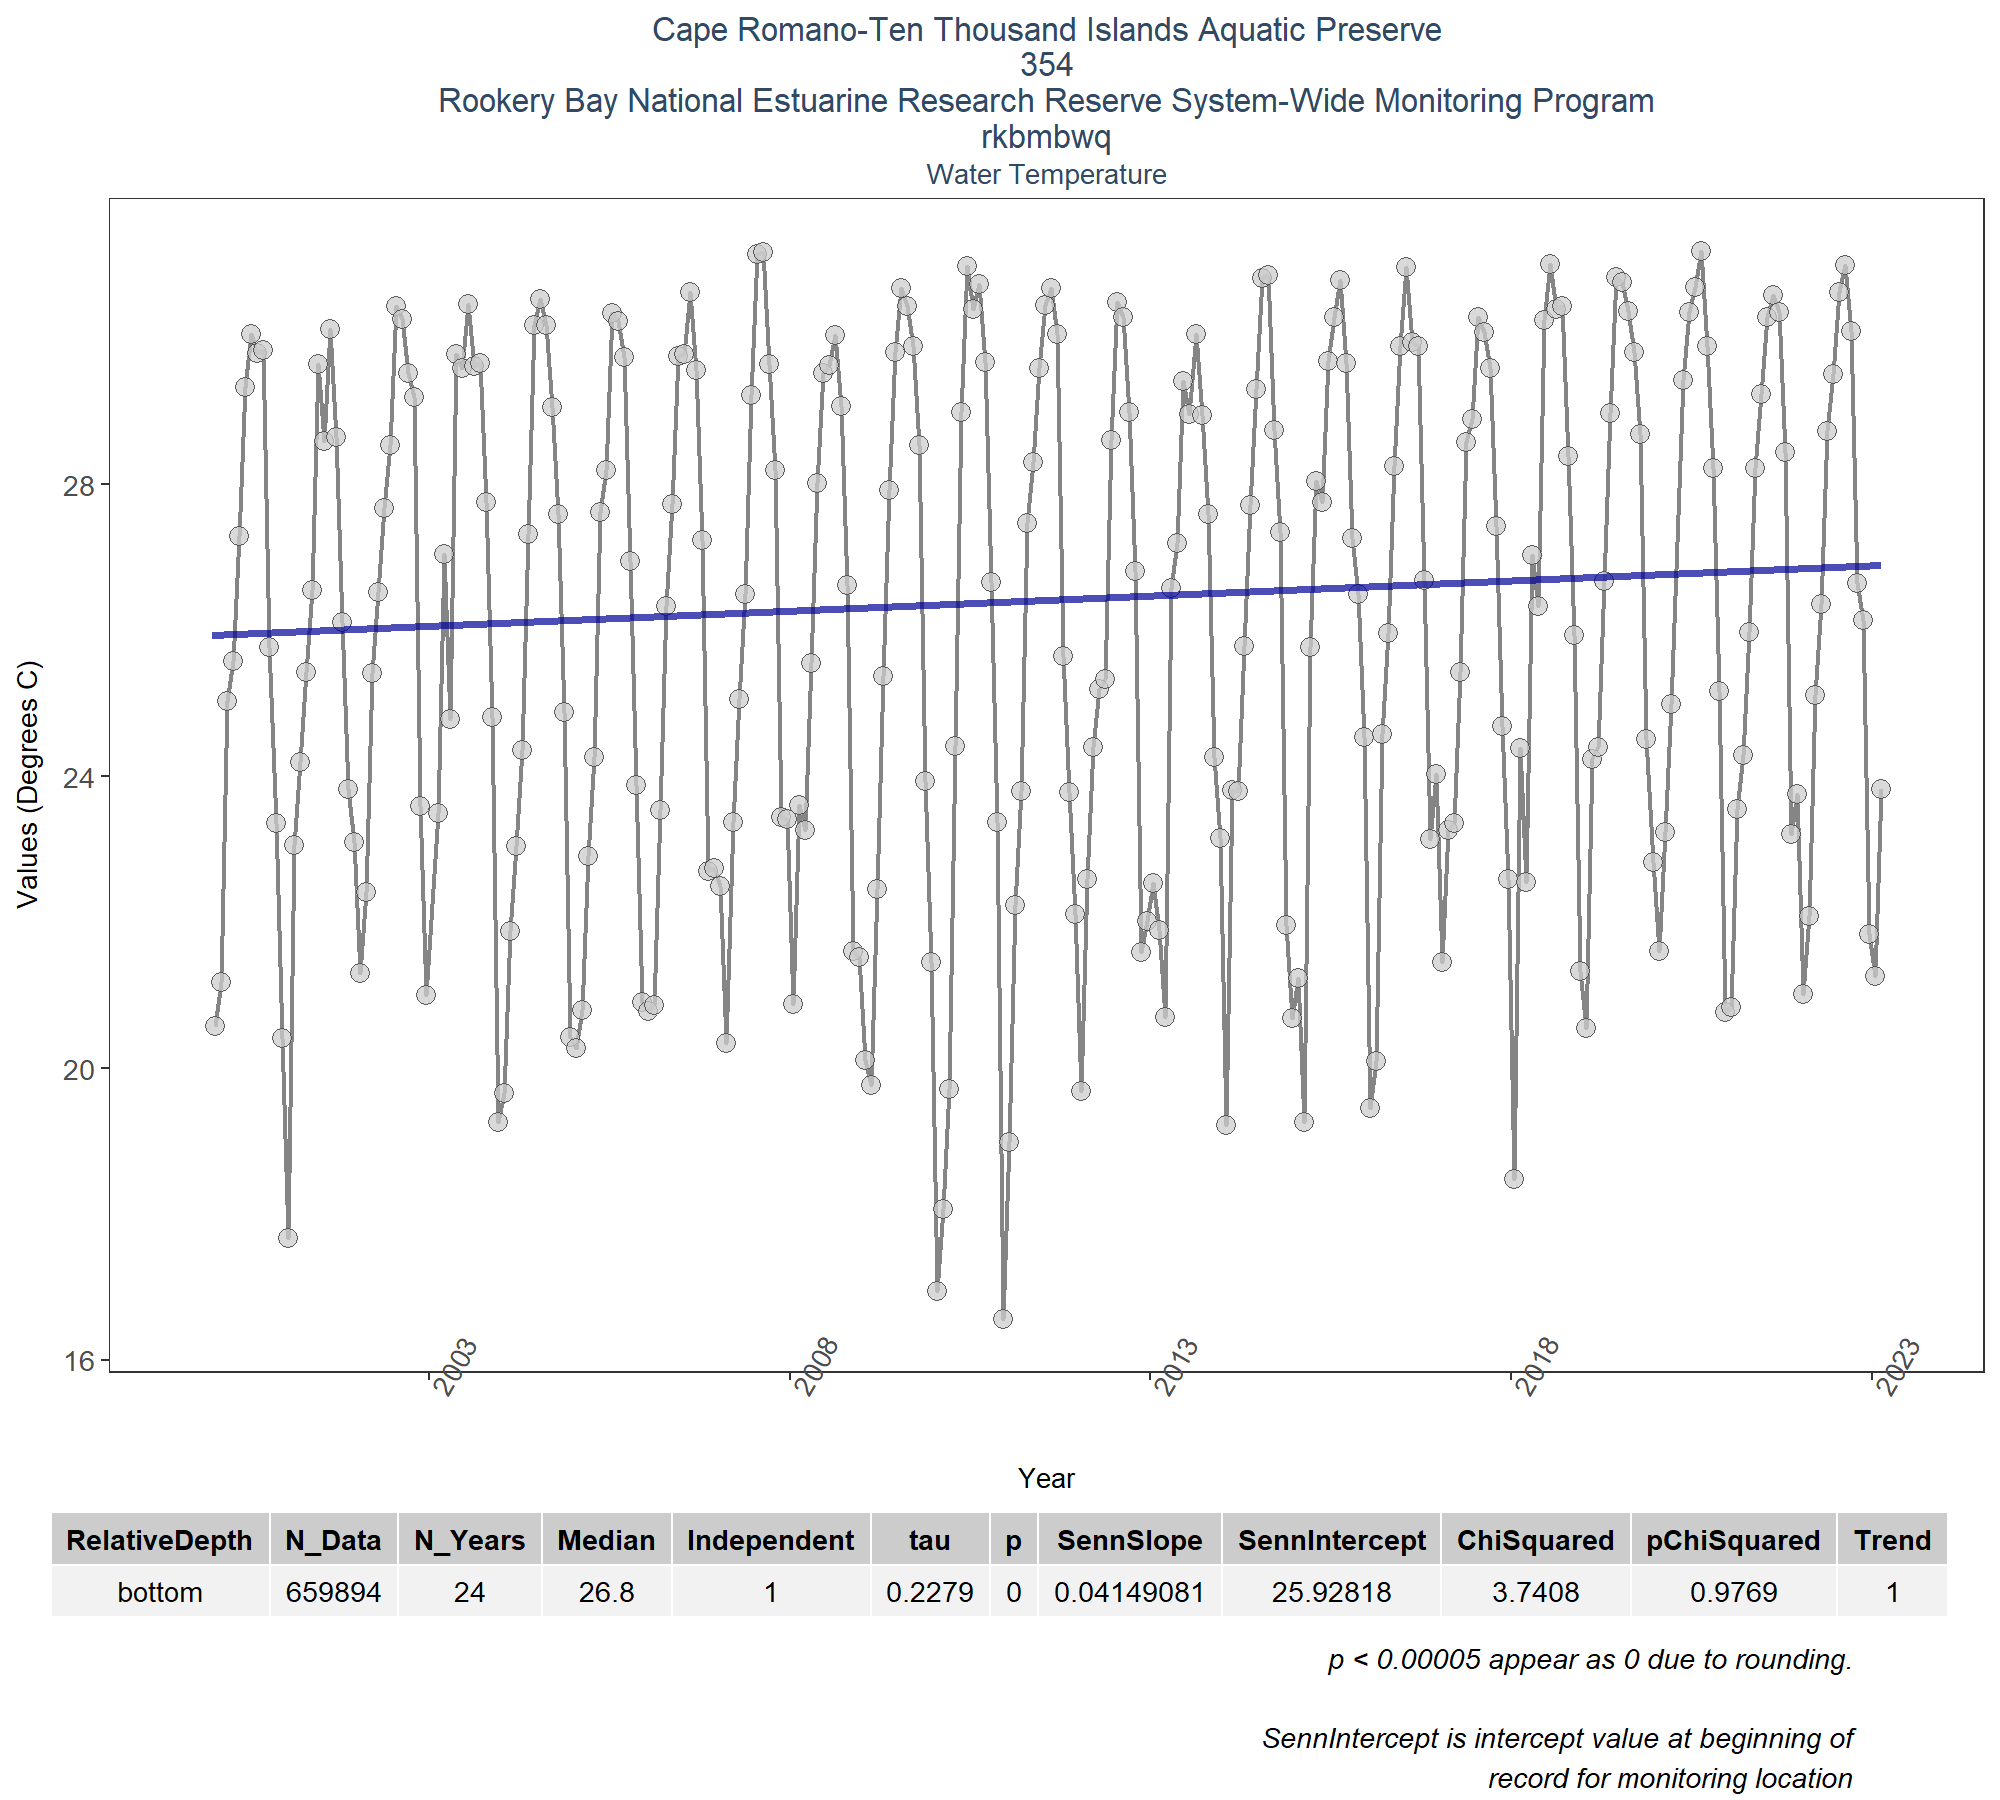 Cape Romano-Ten Thousand Islands Aquatic Preserve
354
Rookery Bay National Estuarine Research Reserve System-Wide Monitoring Program
rkbmbwq
Water Temperature
Values (Degrees C)
28
24
20
16
2003 2008 2013 2018 2023
Year
RelativeDepth N_Data N_Years Median Independent tau p SennSlope SennIntercept ChiSquared pChiSquared Trend
bottom 659894 24 26.8 1 0.2279 0 0.04149081 25.92818 3.7408 0.9769 1
p < 0.00005 appear as 0 due to rounding.
SennIntercept is intercept value at beginning of
record for monitoring location